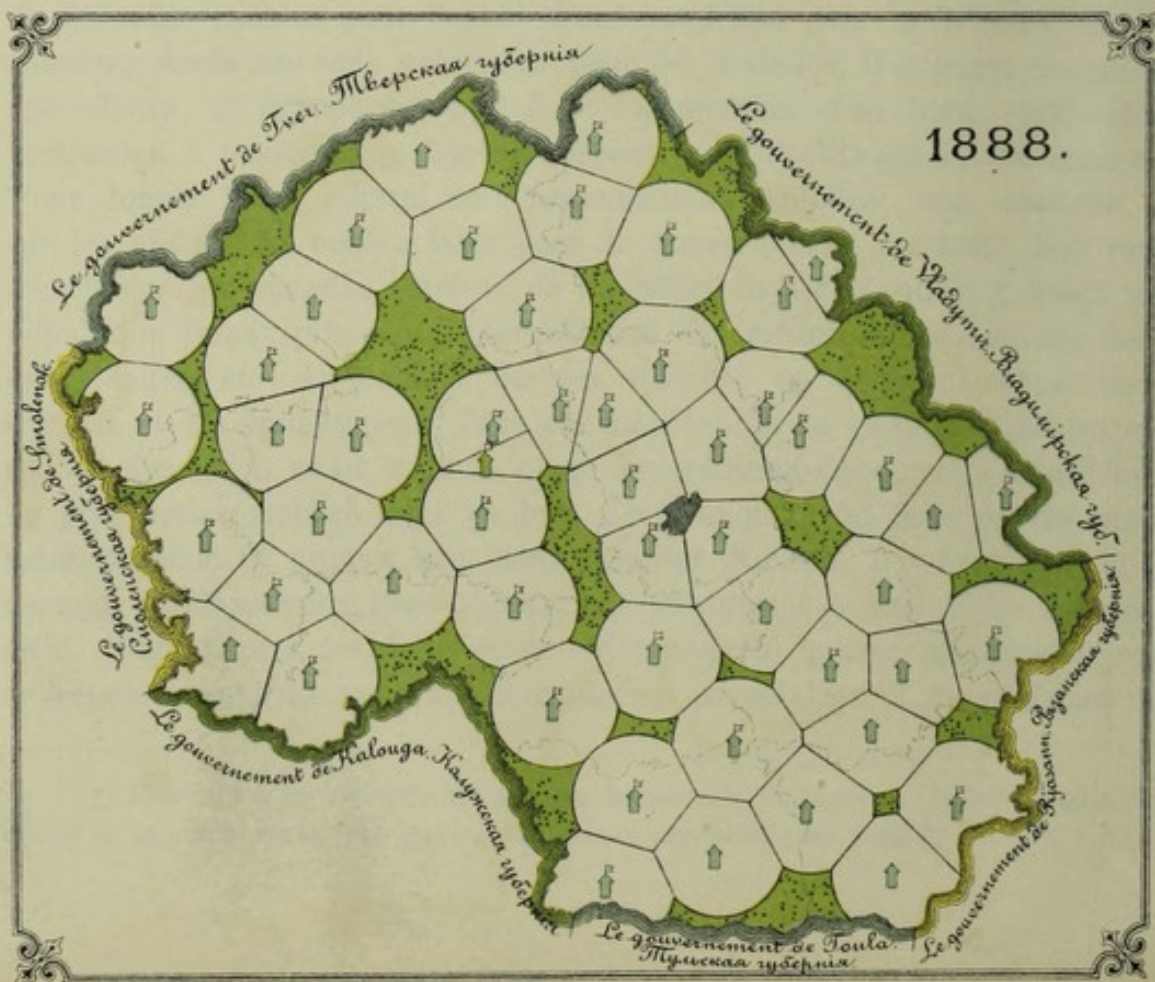 1888.
Le gouvernement de Tver. Тверская губернія
Le gouvernement de Wladymir. Владимірская губ.
Le gouvernement de Smolensk.
Смоленская губернія.
Le gouvernement de Kalouga. Калужская губернія
Le gouvernement de Toula.
Тульская губернія.
Le gouvernement de Rjasann. Рязанская губернія